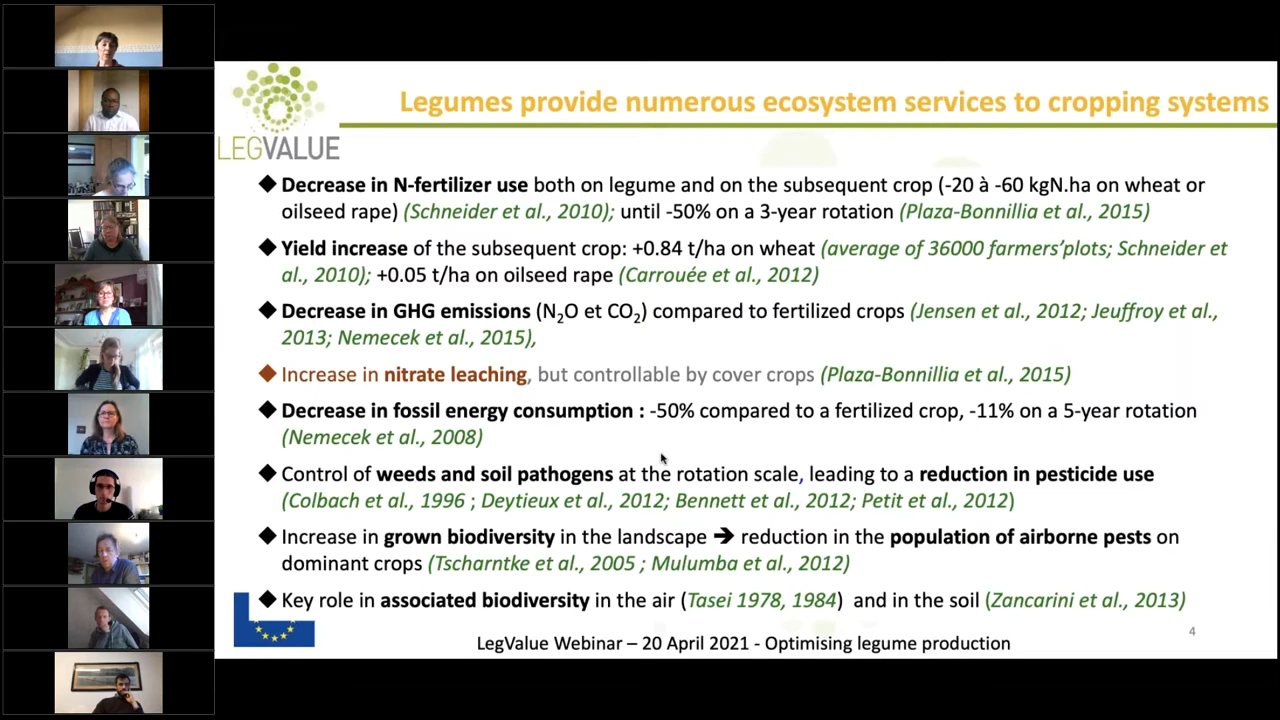 Legumes provide numerous ecosystem services to cropping systems
LEGVALUE
◆ Decrease in N-fertilizer use both on legume and on the subsequent crop (-20 à -60 kgN.ha on wheat or
oilseed rape) (Schneider et al., 2010); until -50% on a 3-year rotation (Plaza-Bonnillia et al., 2015)
◆ Yield increase of the subsequent crop: +0.84 t/ha on wheat (average of 36000 farmers'plots; Schneider et
al., 2010); +0.05 t/ha on oilseed rape (Carrouée et al., 2012)
◆ Decrease in GHG emissions (N₂O et CO₂) compared to fertilized crops (Jensen et al., 2012; Jeuffroy et al.,
2013; Nemecek et al., 2015),
◆ Increase in nitrate leaching, but controllable by cover crops (Plaza-Bonnillia et al., 2015)
◆ Decrease in fossil energy consumption : -50% compared to a fertilized crop, -11% on a 5-year rotation
(Nemecek et al., 2008)
◆ Control of weeds and soil pathogens at the rotation scale, leading to a reduction in pesticide use
(Colbach et al., 1996 ; Deytieux et al., 2012; Bennett et al., 2012; Petit et al., 2012)
◆ Increase in grown biodiversity in the landscape ➔ reduction in the population of airborne pests on
dominant crops (Tscharntke et al., 2005 ; Mulumba et al., 2012)
◆ Key role in associated biodiversity in the air (Tasei 1978, 1984) and in the soil (Zancarini et al., 2013)
4
LegValue Webinar – 20 April 2021 - Optimising legume production